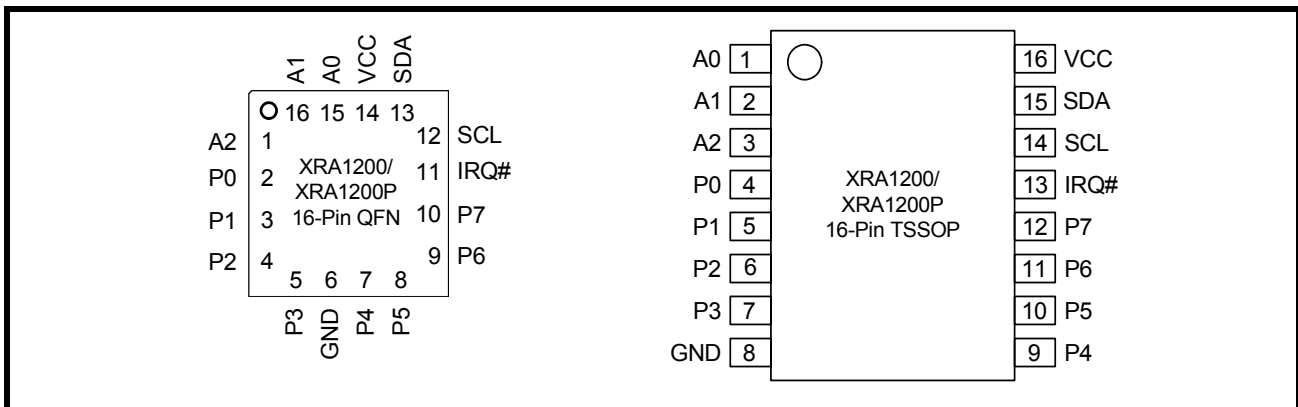 A1 A0 VCC SDA
16 15 14 13
A2 1 12 SCL
P0 2 XRA1200/ 11 IRQ#
XRA1200P
P1 3 16-Pin QFN 10 P7
P2 4 9 P6
5 6 7 8
P3 GND P4 P5
A0 1 16 VCC
A1 2 15 SDA
A2 3 14 SCL
P0 4 XRA1200/ 13 IRQ#
XRA1200P
P1 5 16-Pin TSSOP 12 P7
P2 6 11 P6
P3 7 10 P5
GND 8 9 P4